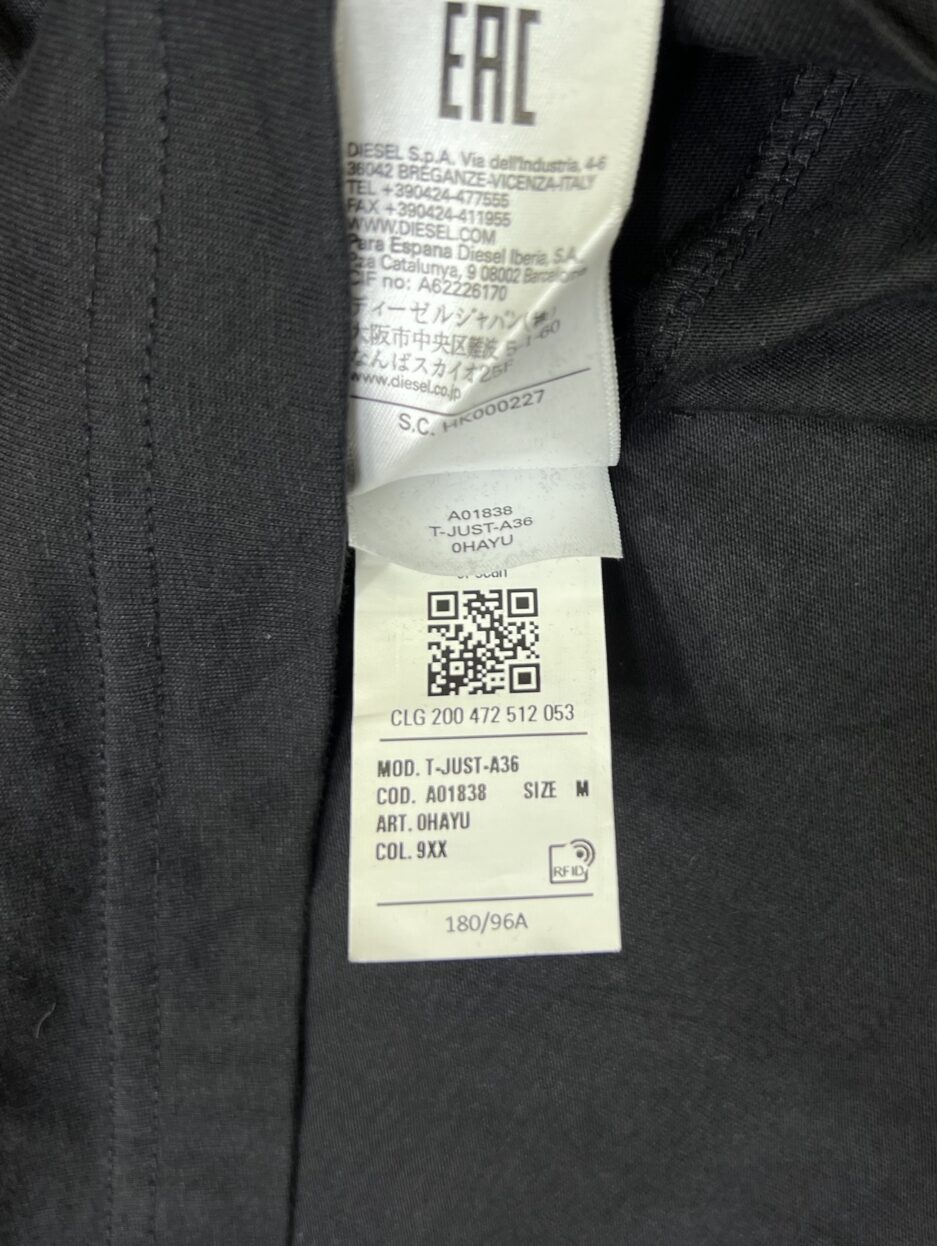 EAC
DIESEL S.p.A. Via dell'Industria, 4-6
36042 BREGANZE-VICENZA-ITALY
TEL +390424-477555
FAX +390424-411955
WWW.DIESEL.COM
Para Espana Diesel Iberia, S.A.
Pza Catalunya, 9 08002 Barcelona
CIF no: A62226170
ディーゼルジャパン(株)
大阪市中央区難波 5-1-60
なんばスカイオ25F
www.diesel.co.jp
S.C. HK000227
A01838
T-JUST-A36
0HAYU
or scan
CLG 200 472 512 053
MOD. T-JUST-A36
COD. A01838 SIZE M
ART. 0HAYU
COL. 9XX
RFID
180/96A